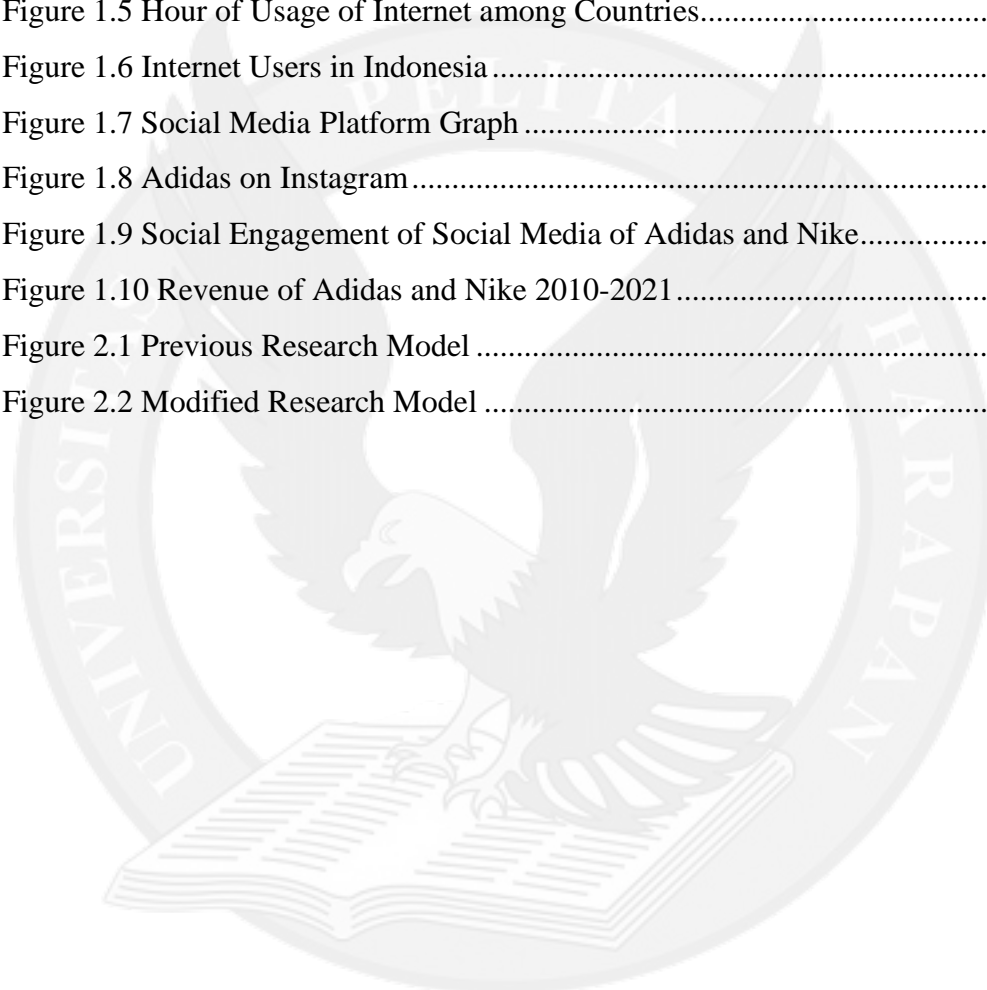 Figure 1.5 Hour of Usage of Internet among Countries................................
Figure 1.6 Internet Users in Indonesia..............................................................
Figure 1.7 Social Media Platform Graph..........................................................
Figure 1.8 Adidas on Instagram........................................................................
Figure 1.9 Social Engagement of Social Media of Adidas and Nike................
Figure 1.10 Revenue of Adidas and Nike 2010-2021.......................................
Figure 2.1 Previous Research Model................................................................
Figure 2.2 Modified Research Model...............................................................
UNIVERSITAS PELITA HARAPAN